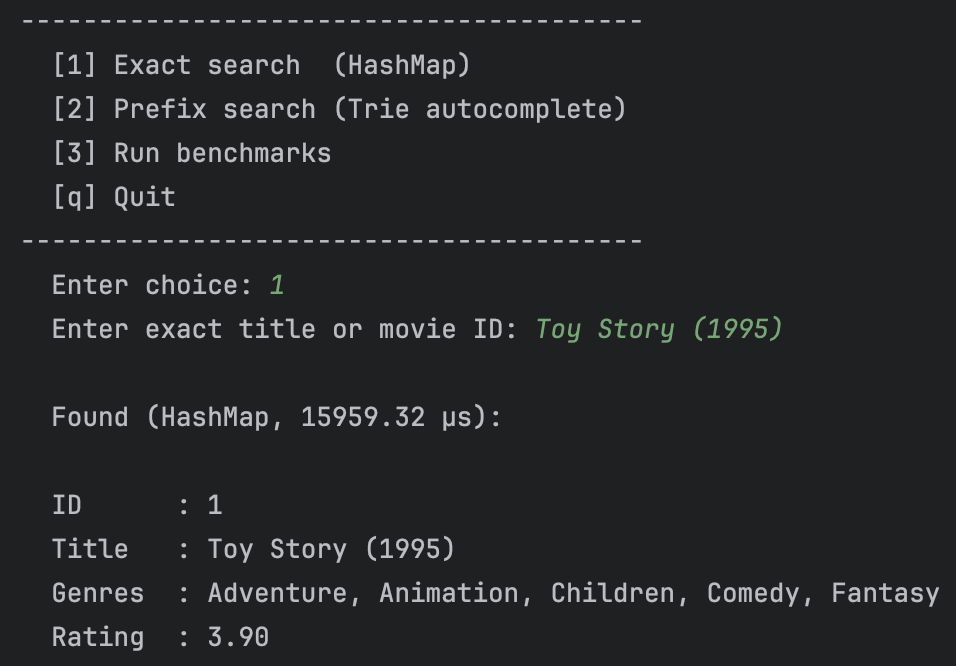 ----------------------------------------
[1] Exact search  (HashMap)
[2] Prefix search (Trie autocomplete)
[3] Run benchmarks
[q] Quit
----------------------------------------
Enter choice: 1
Enter exact title or movie ID: Toy Story (1995)
Found (HashMap, 15959.32 µs):
ID      : 1
Title   : Toy Story (1995)
Genres  : Adventure, Animation, Children, Comedy, Fantasy
Rating  : 3.90